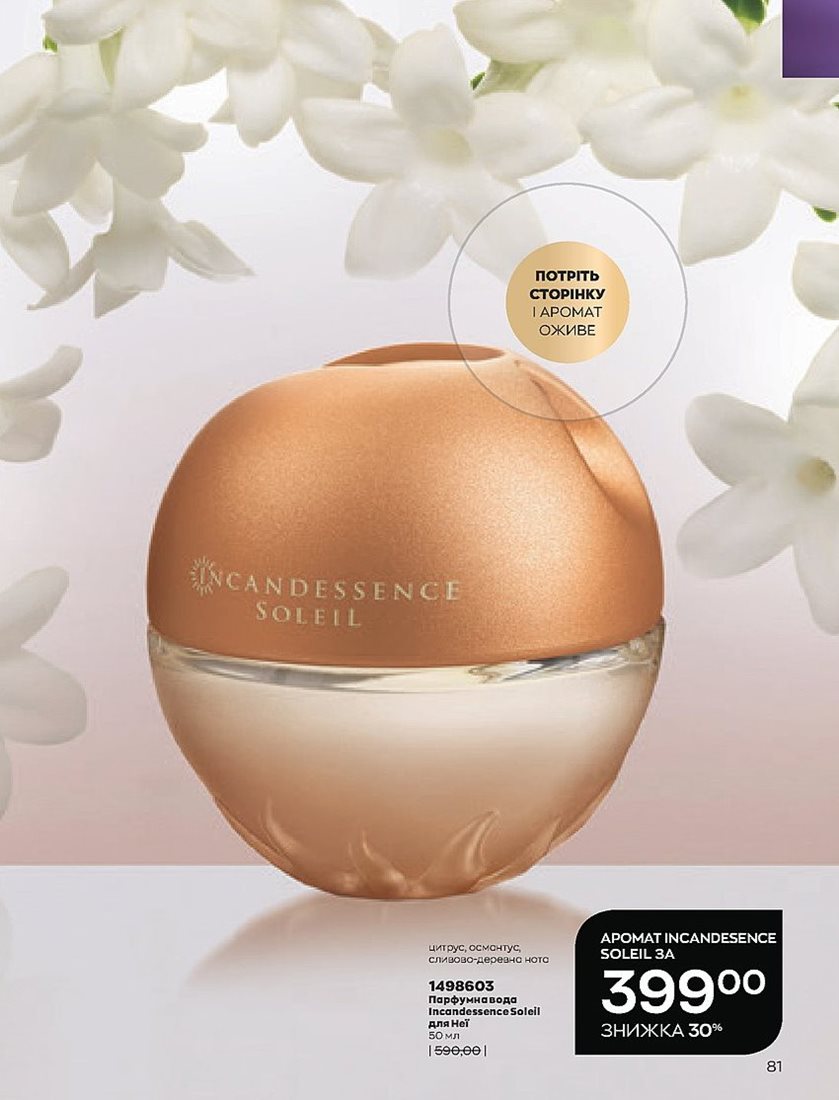 ПОТРІТЬ
СТОРІНКУ
І АРОМАТ
ОЖИВЕ
INCANDESSENCE
SOLEIL
цитрус, османтус,
сливово-деревна нота
1498603
Парфумна вода
Incandessence Soleil
для Неї
50 мл
|590,00|
АРОМАТ INCANDESENCE
SOLEIL ЗА
399⁰⁰
ЗНИЖКА 30%
81